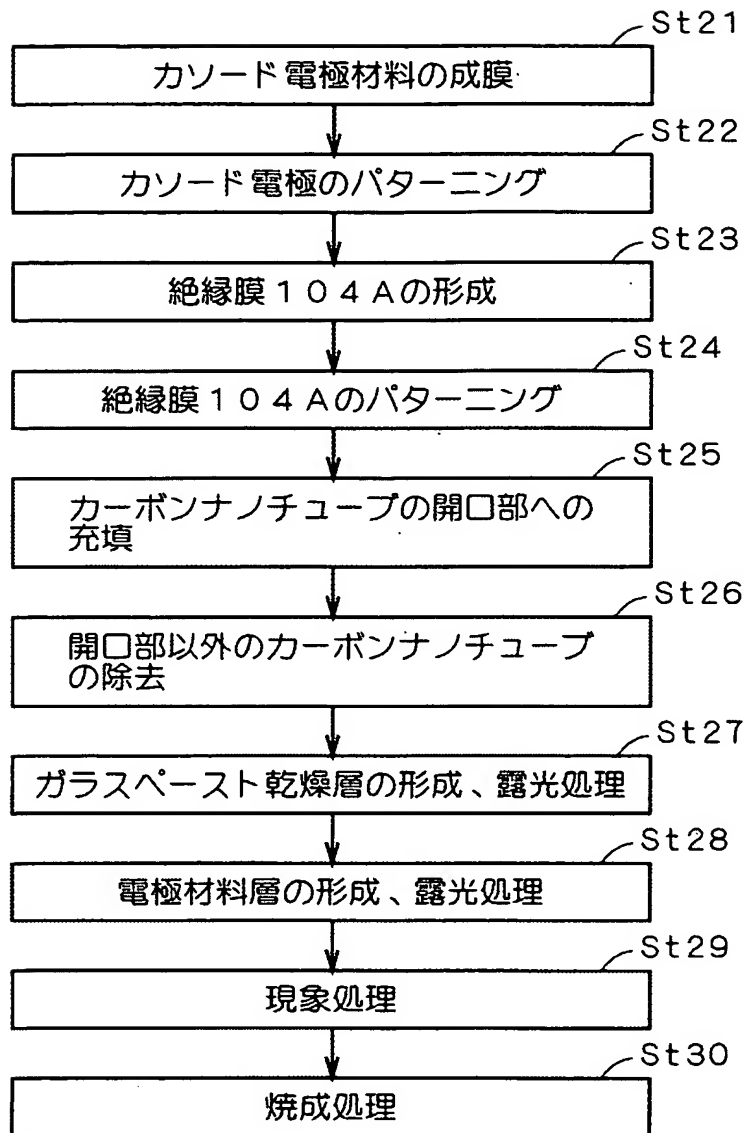 St21
カソード電極材料の成膜
St22
カソード電極のパターニング
St23
絶縁膜１０４Aの形成
St24
絶縁膜１０４Aのパターニング
St25
カーボンナノチューブの開口部への
充填
St26
開口部以外のカーボンナノチューブ
の除去
St27
ガラスペースト乾燥層の形成、露光処理
St28
電極材料層の形成、露光処理
St29
現象処理
St30
焼成処理